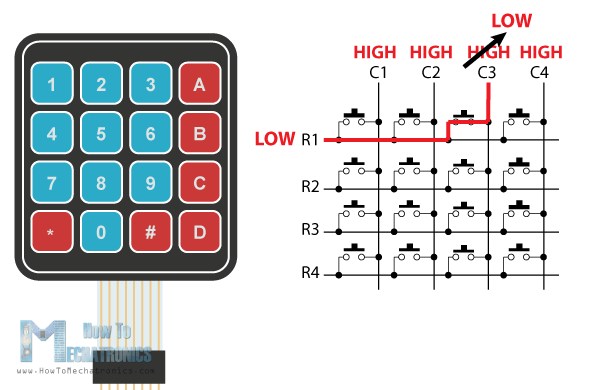 1 2 3 A
4 5 6 B
7 8 9 C
* 0 # D
How To
MECHATRONICS
www.HowToMechatronics.com
LOW
HIGH HIGH HIGH HIGH
C1 C2 C3 C4
LOW R1
R2
R3
R4